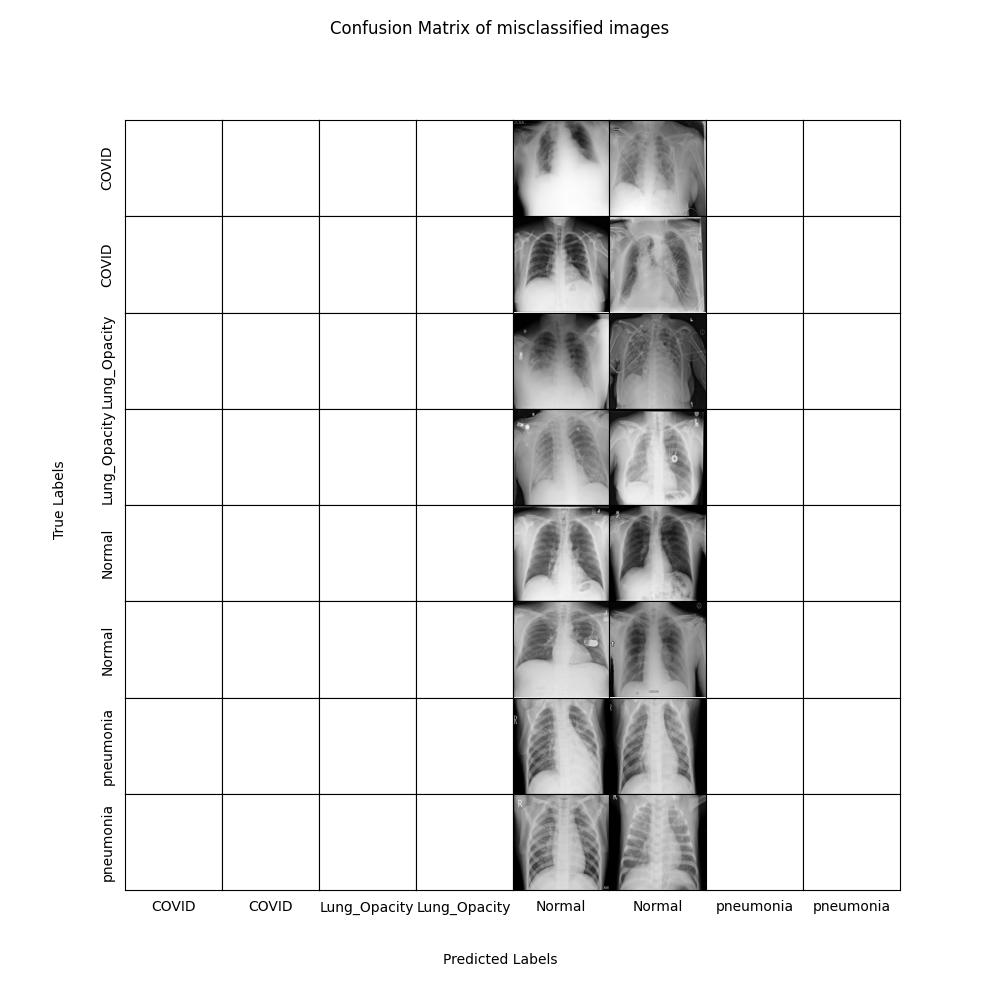 Confusion Matrix of misclassified images
True Labels
COVID
COVID
Lung_Opacity
Lung_Opacity
Normal
Normal
pneumonia
pneumonia
COVID COVID Lung_Opacity Lung_Opacity Normal Normal pneumonia pneumonia
Predicted Labels
R
R
R